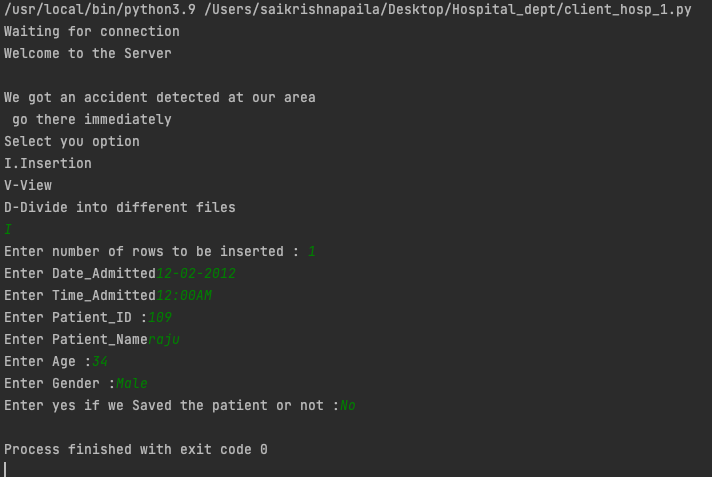 /usr/local/bin/python3.9 /Users/saikrishnapaila/Desktop/Hospital_dept/client_hosp_1.py
Waiting for connection
Welcome to the Server
We got an accident detected at our area
go there immediately
Select you option
I.Insertion
V-View
D-Divide into different files
I
Enter number of rows to be inserted : 1
Enter Date_Admitted12-02-2012
Enter Time_Admitted12:00AM
Enter Patient_ID :109
Enter Patient_Nameraju
Enter Age :34
Enter Gender :Male
Enter yes if we Saved the patient or not :No
Process finished with exit code 0